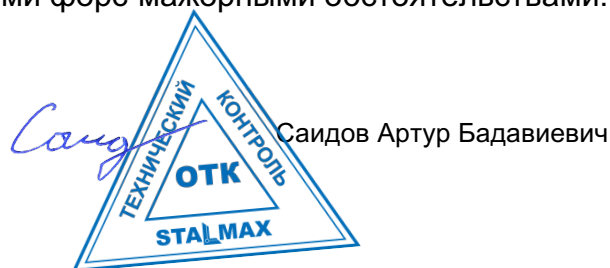 ми форс мажорными обстоятельствами.
Саидов Артур Бадавиевич
ТЕХНИЧЕСКИЙ
КОНТРОЛЬ
ОТК
STALMAX